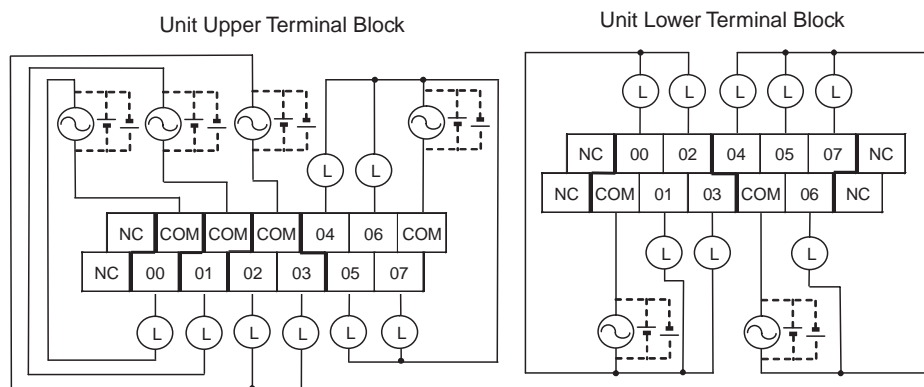 Unit Upper Terminal Block
L L
NC COM COM COM 04 06 COM
NC 00 01 02 03 05 07
L L L L L L
Unit Lower Terminal Block
L L L L L
NC 00 02 04 05 07 NC
NC COM 01 03 COM 06 NC
L L L